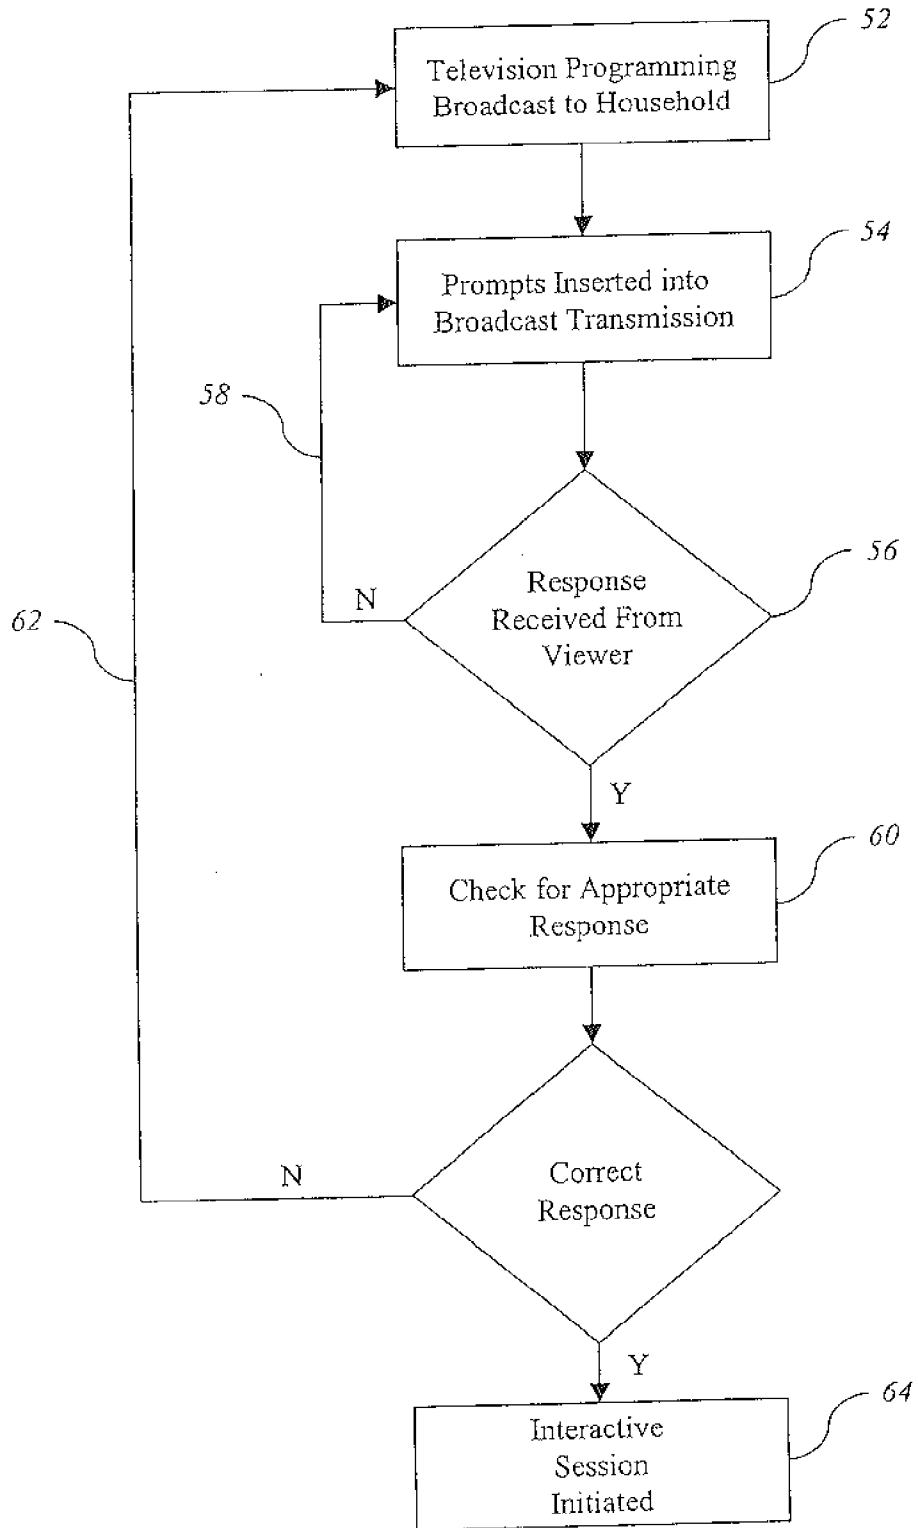 52
Television Programming
Broadcast to Household
54
Prompts Inserted into
Broadcast Transmission
58
56
Response
Received From
Viewer
N
62
Y
60
Check for Appropriate
Response
Correct
Response
N
Y
64
Interactive
Session
Initiated